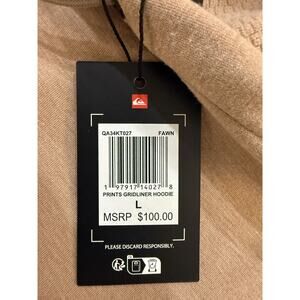 QA34KT027 FAWN
1 97917 14027 8
PRINTS GRIDLINER HOODIE
L
MSRP $100.00
PLEASE DISCARD RESPONSIBLY.